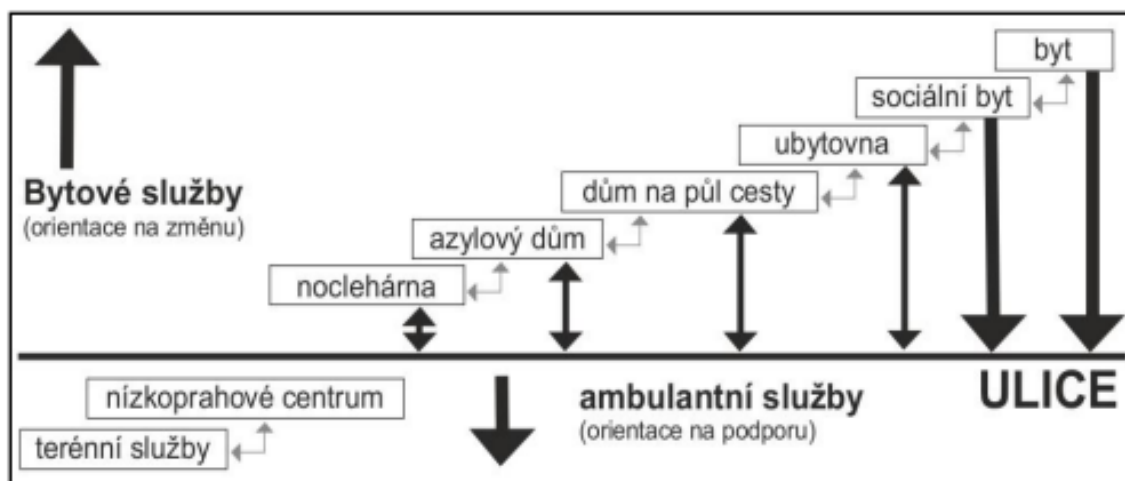 byt
sociální byt
ubytovna
Bytové služby
(orientace na změnu)
dům na půl cesty
azylový dům
noclehárna
nízkoprahové centrum
terénní služby
ambulantní služby
(orientace na podporu)
ULICE